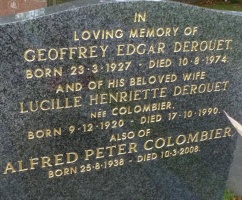 IN
LOVING MEMORY OF
GEOFFREY EDGAR DEROUET,
BORN 23·3·1927 - DIED 10·8·1974
AND OF HIS BELOVED WIFE
LUCILLE HENRIETTE DEROUET
NEE COLOMBIER,
BORN 9·12·1920 - DIED 17·10·1990.
ALSO OF
ALFRED PETER COLOMBIER
BORN 25·8·1938 - DIED 10·3·2008.